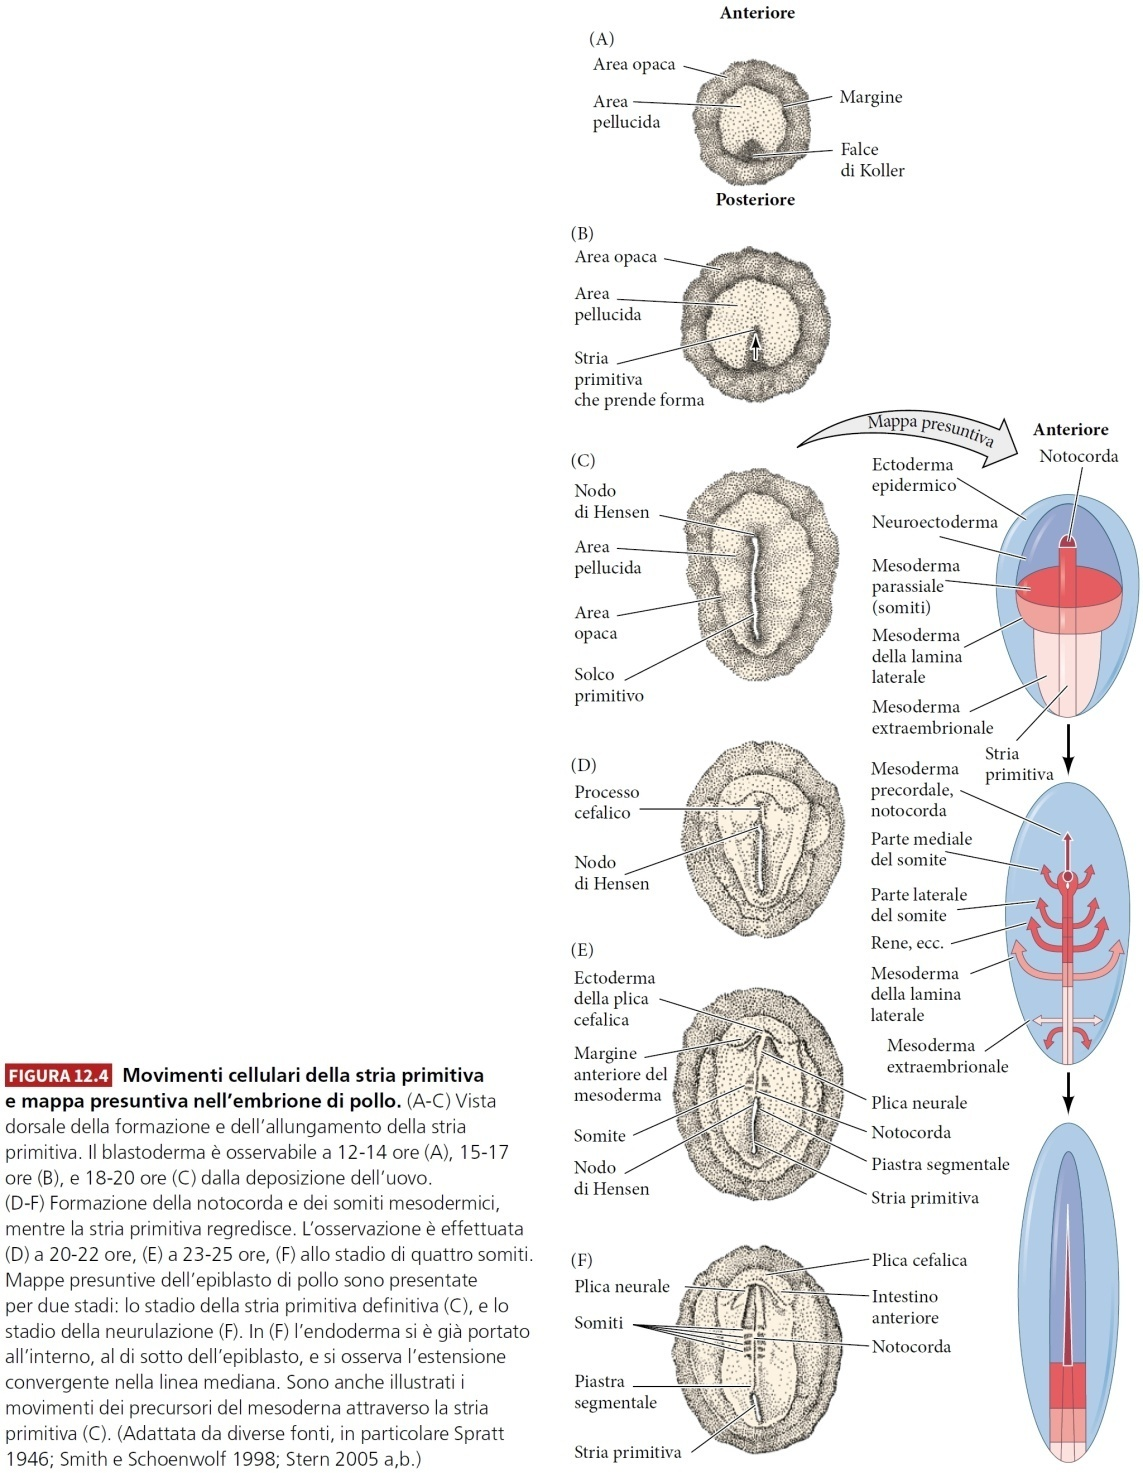 Anteriore
(A)
Area opaca
Area
pellucida
Margine
Falce
di Koller
Posteriore
(B)
Area opaca
Area
pellucida
Stria
primitiva
che prende forma
Mappa presuntiva
(C)
Nodo
di Hensen
Area
pellucida
Area
opaca
Solco
primitivo
Anteriore
Notocorda
Ectoderma
epidermico
Neuroectoderma
Mesoderma
parassiale
(somiti)
Mesoderma
della lamina
laterale
Mesoderma
extraembrionale
Stria
primitiva
(D)
Processo
cefalico
Nodo
di Hensen
Mesoderma
precordale,
notocorda
Parte mediale
del somite
Parte laterale
del somite
Rene, ecc.
Mesoderma
della lamina
laterale
Mesoderma
extraembrionale
(E)
Ectoderma
della plica
cefalica
Margine
anteriore del
mesoderma
Somite
Nodo
di Hensen
Plica neurale
Notocorda
Piastra segmentale
Stria primitiva
(F)
Plica neurale
Somiti
Piastra
segmentale
Stria primitiva
Plica cefalica
Intestino
anteriore
Notocorda
FIGURA 12.4 Movimenti cellulari della stria primitiva
e mappa presuntiva nell'embrione di pollo. (A-C) Vista
dorsale della formazione e dell'allungamento della stria
primitiva. Il blastoderma è osservabile a 12-14 ore (A), 15-17
ore (B), e 18-20 ore (C) dalla deposizione dell'uovo.
(D-F) Formazione della notocorda e dei somiti mesodermici,
mentre la stria primitiva regredisce. L'osservazione è effettuata
(D) a 20-22 ore, (E) a 23-25 ore, (F) allo stadio di quattro somiti.
Mappe presuntive dell'epiblasto di pollo sono presentate
per due stadi: lo stadio della stria primitiva definitiva (C), e lo
stadio della neurulazione (F). In (F) l'endoderma si è già portato
all'interno, al di sotto dell'epiblasto, e si osserva l'estensione
convergente nella linea mediana. Sono anche illustrati i
movimenti dei precursori del mesoderna attraverso la stria
primitiva (C). (Adattata da diverse fonti, in particolare Spratt
1946; Smith e Schoenwolf 1998; Stern 2005 a,b.)